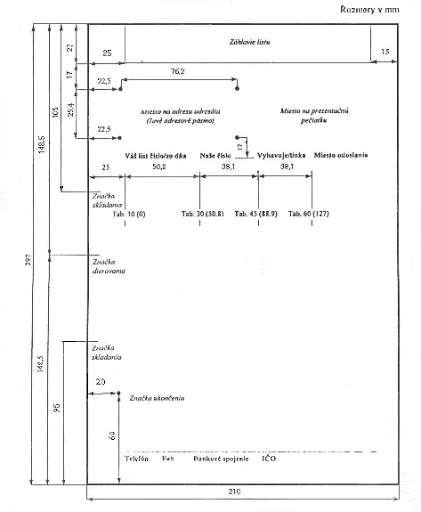 Rozmery v mm
Záhlavie listu
25
15
27
76,2
17
22,5
105
25,4
miesto na adresu adresáta
(ľavé adresové pásmo)
Miesto na prezentačnú
pečiatku
148,5
22,5
17
Váš list číslo/zo dňa
Naše číslo
Vybavuje/linka
Miesto odoslania
25
50,8
38,1
38,1
Značka
skladania
Tab. 10 (0)
Tab. 30 (50.8)
Tab. 45 (88.9)
Tab. 60 (127)
297
Značka
dierovania
Značka
skladania
148,5
20
Značka ukončenia
96
60
Telefón
Fax
Bankové spojenie
IČO
210